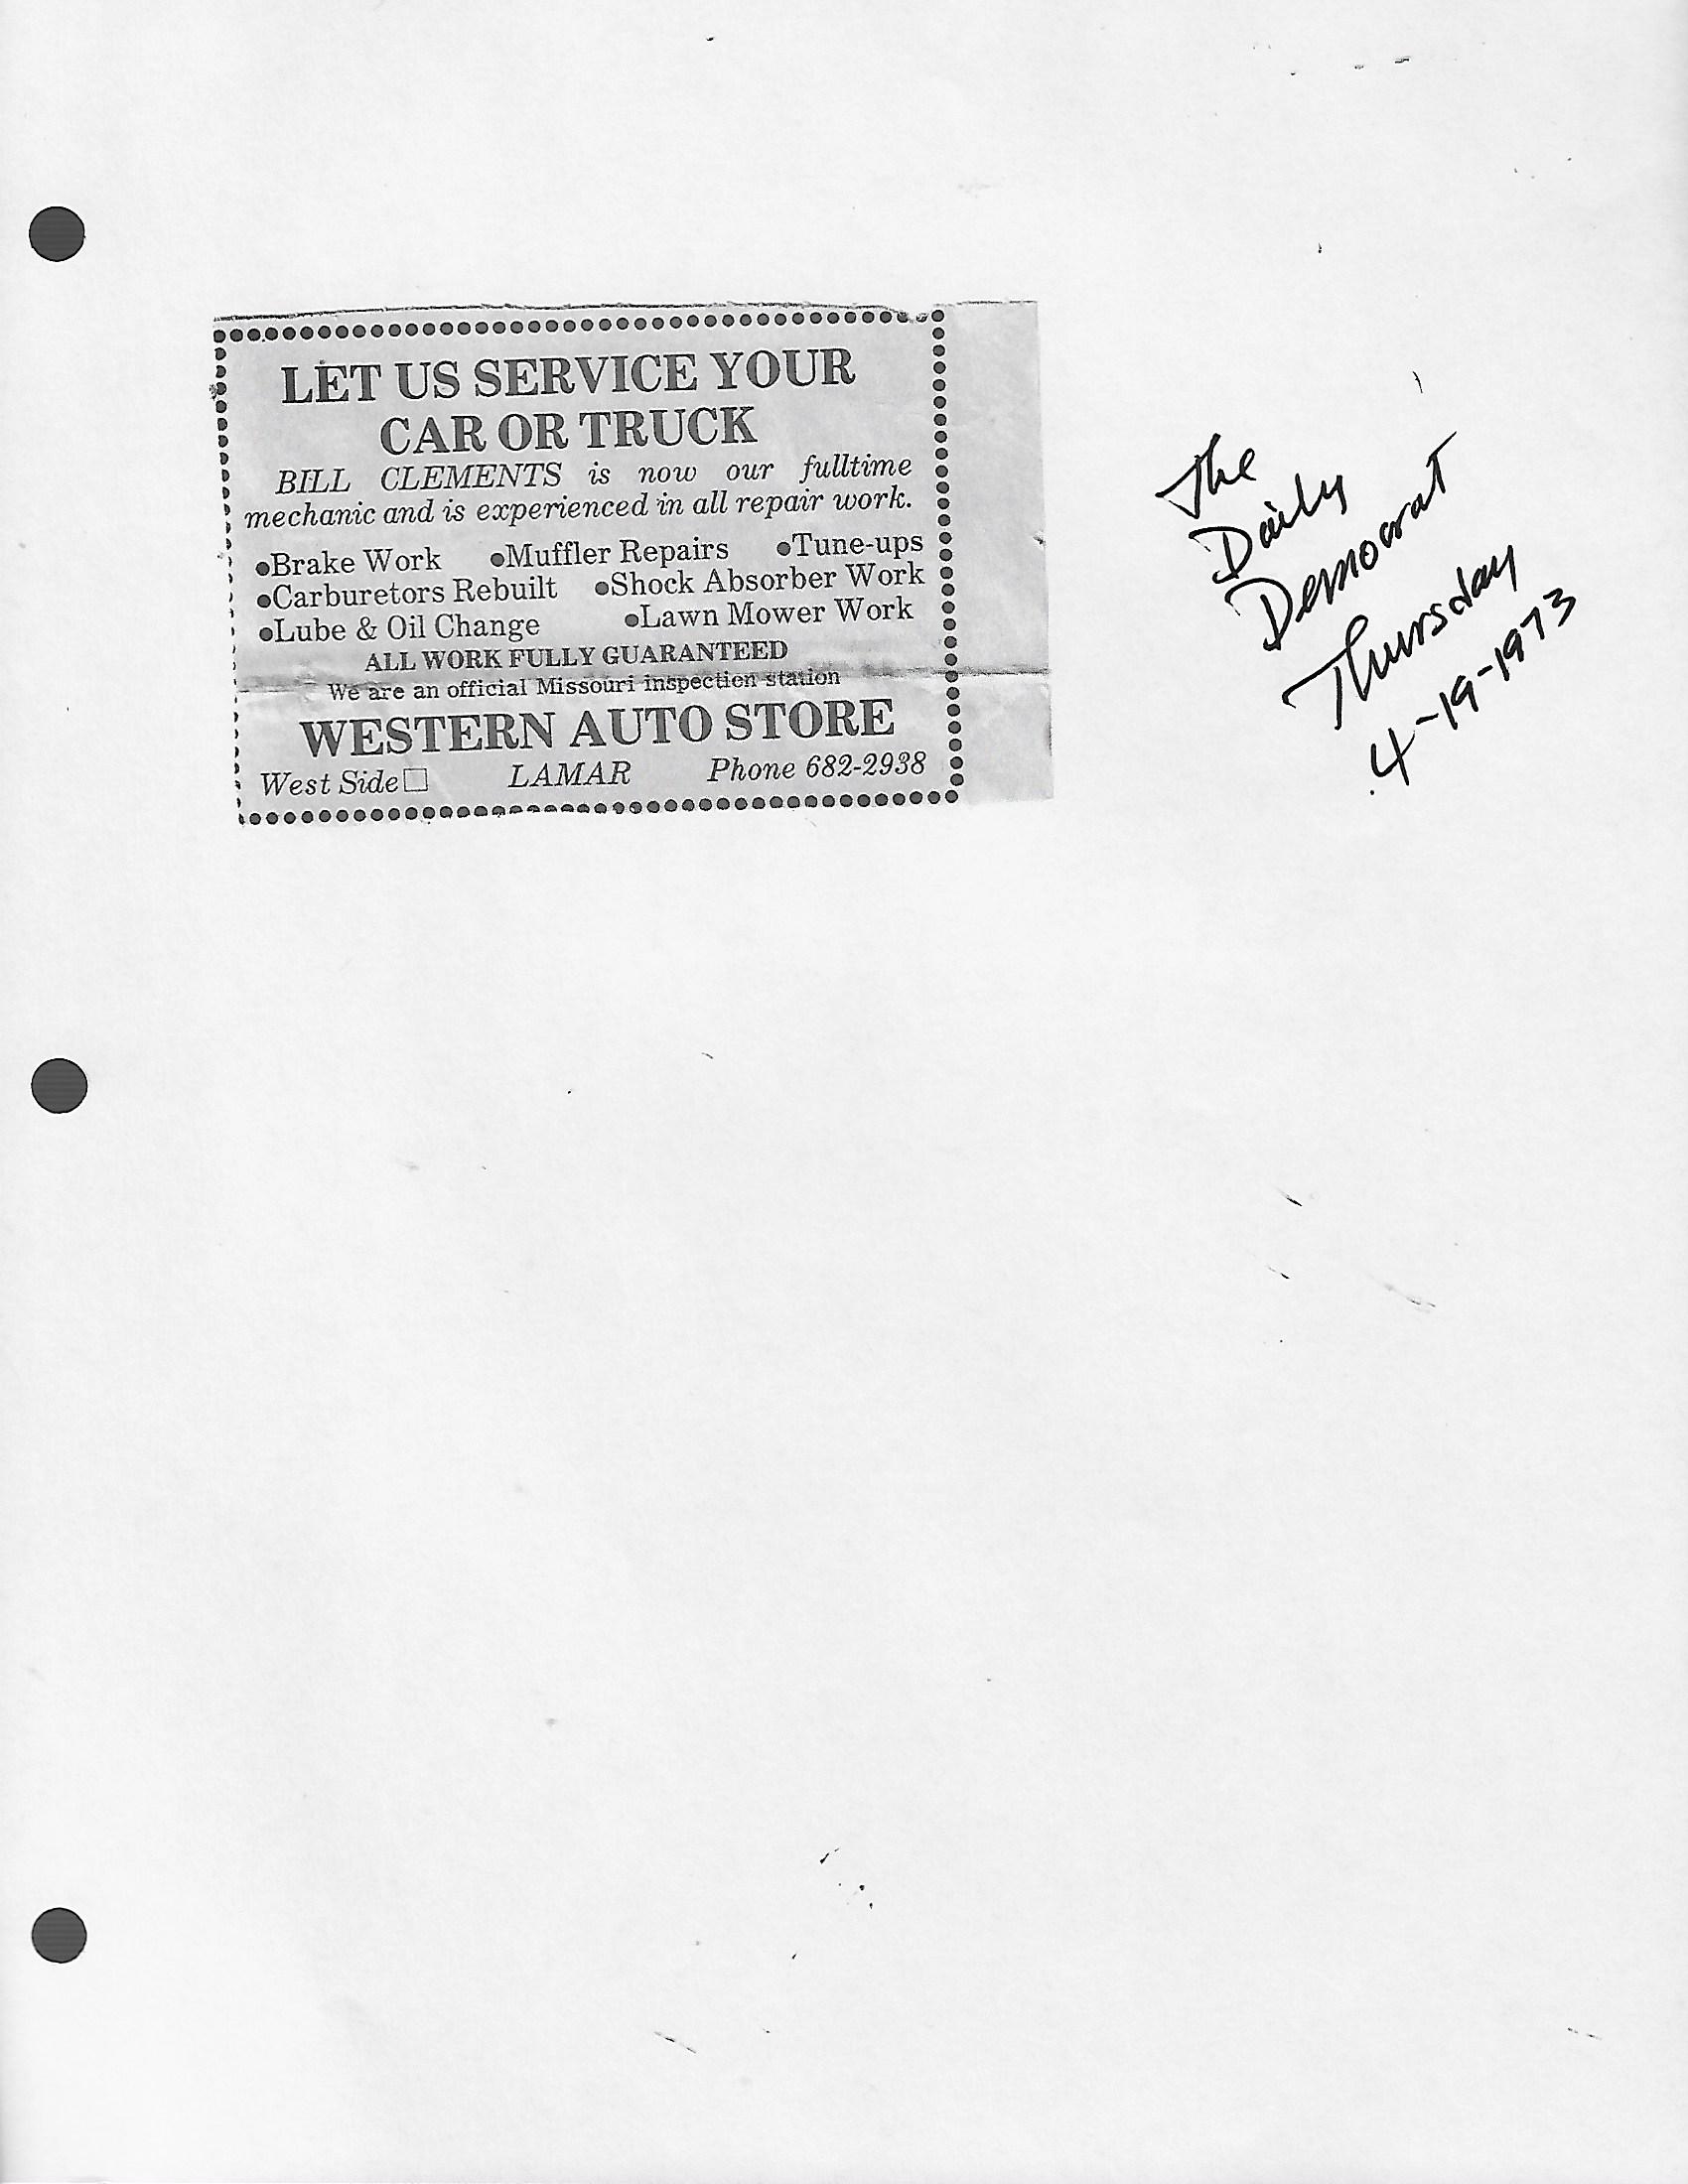 LET US SERVICE YOUR
CAR OR TRUCK
BILL CLEMENTS is now our fulltime
mechanic and is experienced in all repair work.
●Brake Work ●Muffler Repairs ●Tune-ups
●Carburetors Rebuilt ●Shock Absorber Work
●Lube & Oil Change ●Lawn Mower Work
ALL WORK FULLY GUARANTEED
We are an official Missouri inspection station
WESTERN AUTO STORE
West Side□ LAMAR Phone 682-2938
The
Daily
Democrat
Thursday
4-19-1973